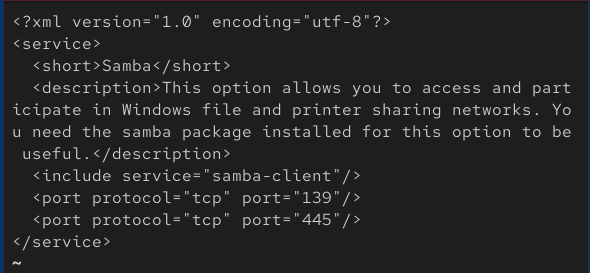 <?xml version="1.0" encoding="utf-8"?>
<service>
  <short>Samba</short>
  <description>This option allows you to access and part
icipate in Windows file and printer sharing networks. Yo
u need the samba package installed for this option to be
 useful.</description>
  <include service="samba-client"/>
  <port protocol="tcp" port="139"/>
  <port protocol="tcp" port="445"/>
</service>
~